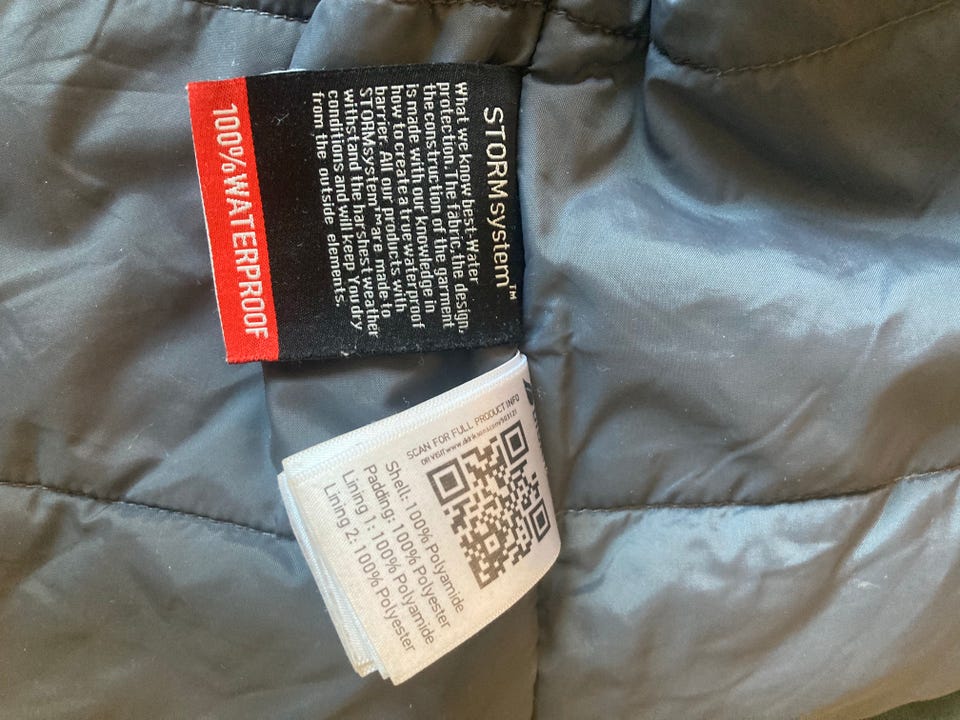 STORMsystem™
What we know best-Water
protection. The fabric, the design,
the construction of the garment
is made with our knowledge in
how to create a true waterproof
barrier. All our products with
STORMsystem™ are made to
withstand the harshest weather
conditions and will keep You dry
from the outside elements.
100% WATERPROOF
SCAN FOR FULL PRODUCT INFO
OR VISIT
Shell: 100% Polyamide
Padding: 100% Polyester
Lining 1: 100% Polyamide
Lining 2: 100% Polyester